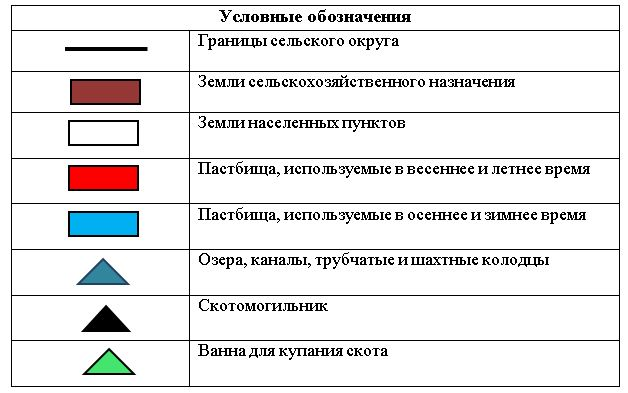 Условные обозначения
Границы сельского округа
Земли сельскохозяйственного назначения
Земли населенных пунктов
Пастбища, используемые в весеннее и летнее время
Пастбища, используемые в осеннее и зимнее время
Озера, каналы, трубчатые и шахтные колодцы
Скотомогильник
Ванна для купания скота